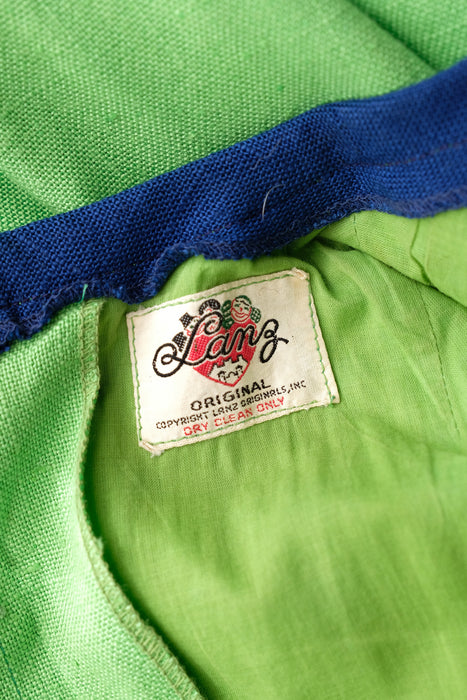 Lanz
ORIGINAL
COPYRIGHT LANZ ORIGINALS, INC
DRY CLEAN ONLY